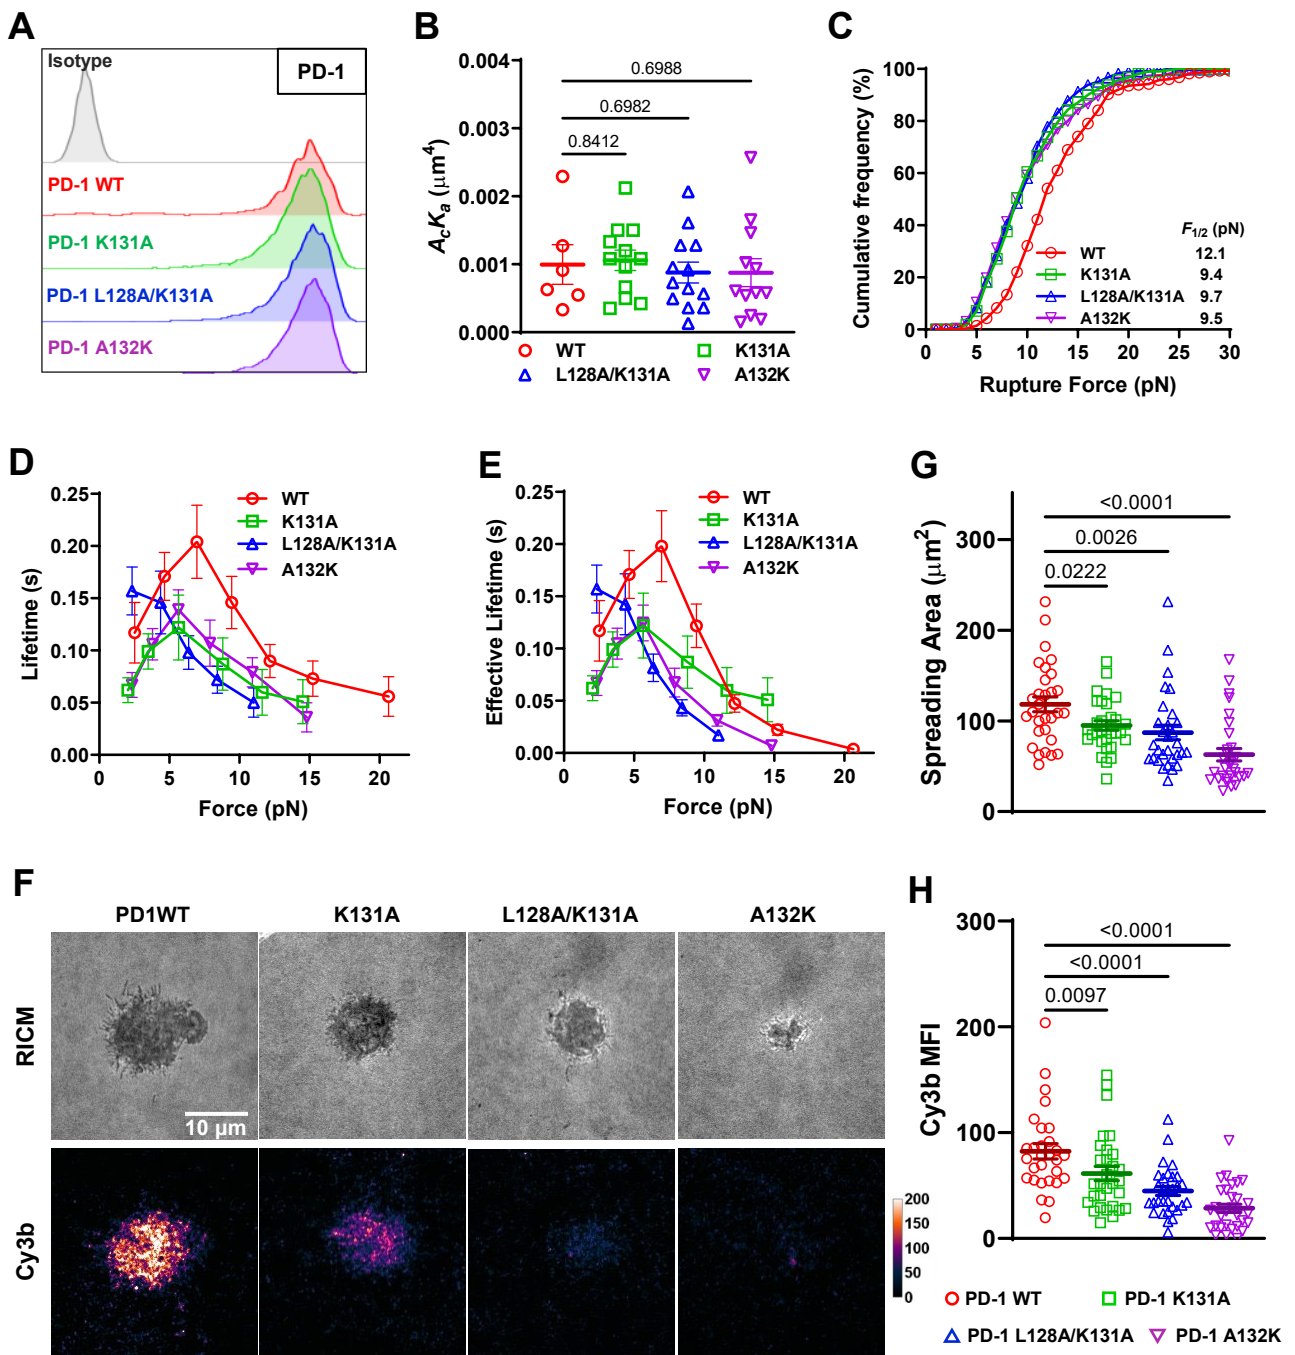 A
Isotype
PD-1
PD-1 WT
PD-1 K131A
PD-1 L128A/K131A
PD-1 A132K
B
AcKa (μm4)
0.004
0.003
0.002
0.001
0.000
0.6988
0.6982
0.8412
WT
K131A
L128A/K131A
A132K
C
Cumulative frequency (%)
100
80
60
40
20
0
F1/2 (pN)
WT 12.1
K131A 9.4
L128A/K131A 9.7
A132K 9.5
0 5 10 15 20 25 30
Rupture Force (pN)
D
Lifetime (s)
0.25
0.20
0.15
0.10
0.05
0.00
WT
K131A
L128A/K131A
A132K
0 5 10 15 20
Force (pN)
E
Effective Lifetime (s)
0.25
0.20
0.15
0.10
0.05
0.00
WT
K131A
L128A/K131A
A132K
0 5 10 15 20
Force (pN)
G
Spreading Area (μm2)
300
200
100
0
<0.0001
0.0026
0.0222
F
PD1WT K131A L128A/K131A A132K
RICM
10 μm
Cy3b
200
150
100
50
0
H
Cy3b MFI
300
200
100
0
<0.0001
<0.0001
0.0097
PD-1 WT
PD-1 K131A
PD-1 L128A/K131A
PD-1 A132K